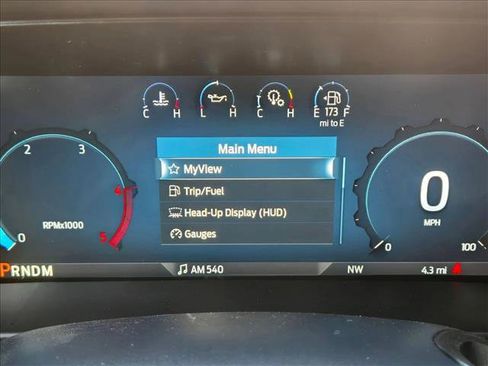 C H
L H
C H
E 173 F
mi to E
Main Menu
MyView
Trip/Fuel
Head-Up Display (HUD)
Gauges
0 2 3 4 5
RPMx1000
0
MPH
0 100
PRNDM
AM 540
NW
4.3 mi